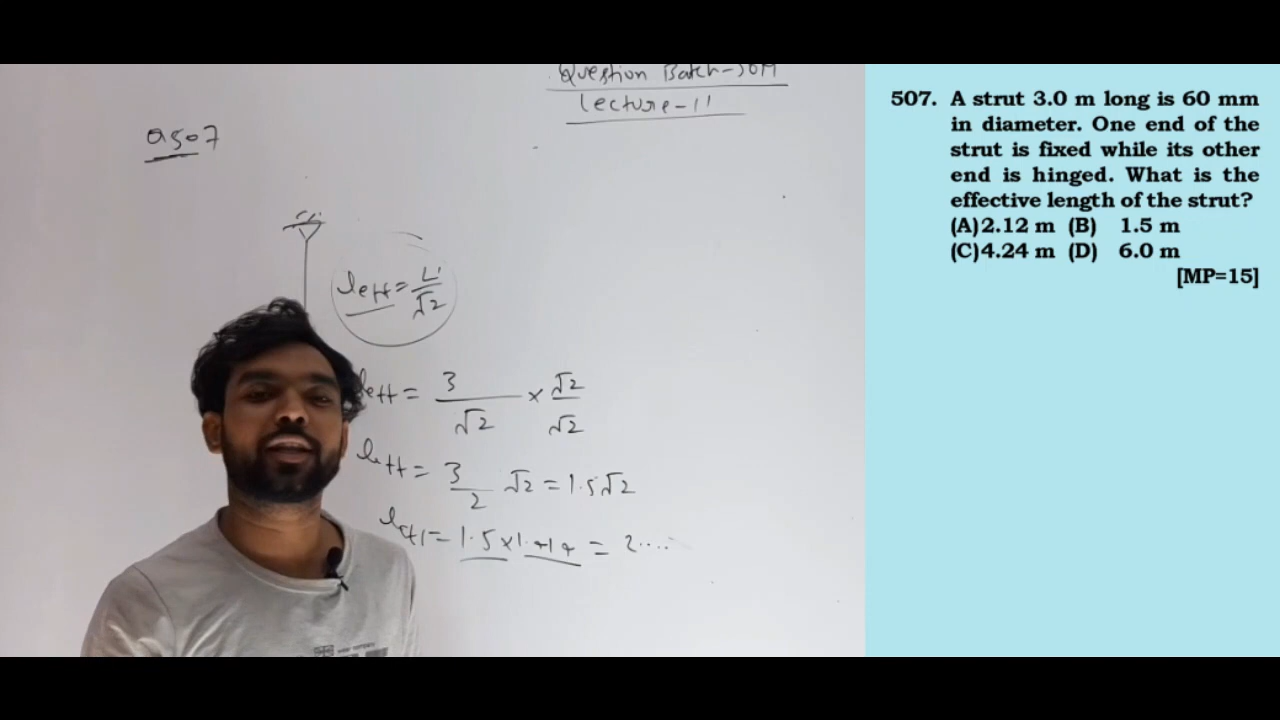 Question Batch-SOM
Lecture-11
Q507
leff = L/√2
leff = 3/√2 × √2/√2
leff = 3/2 √2 = 1.5√2
leff = 1.5×1.414 = 2....
507. A strut 3.0 m long is 60 mm
in diameter. One end of the
strut is fixed while its other
end is hinged. What is the
effective length of the strut?
(A)2.12 m (B) 1.5 m
(C)4.24 m (D) 6.0 m
[MP=15]